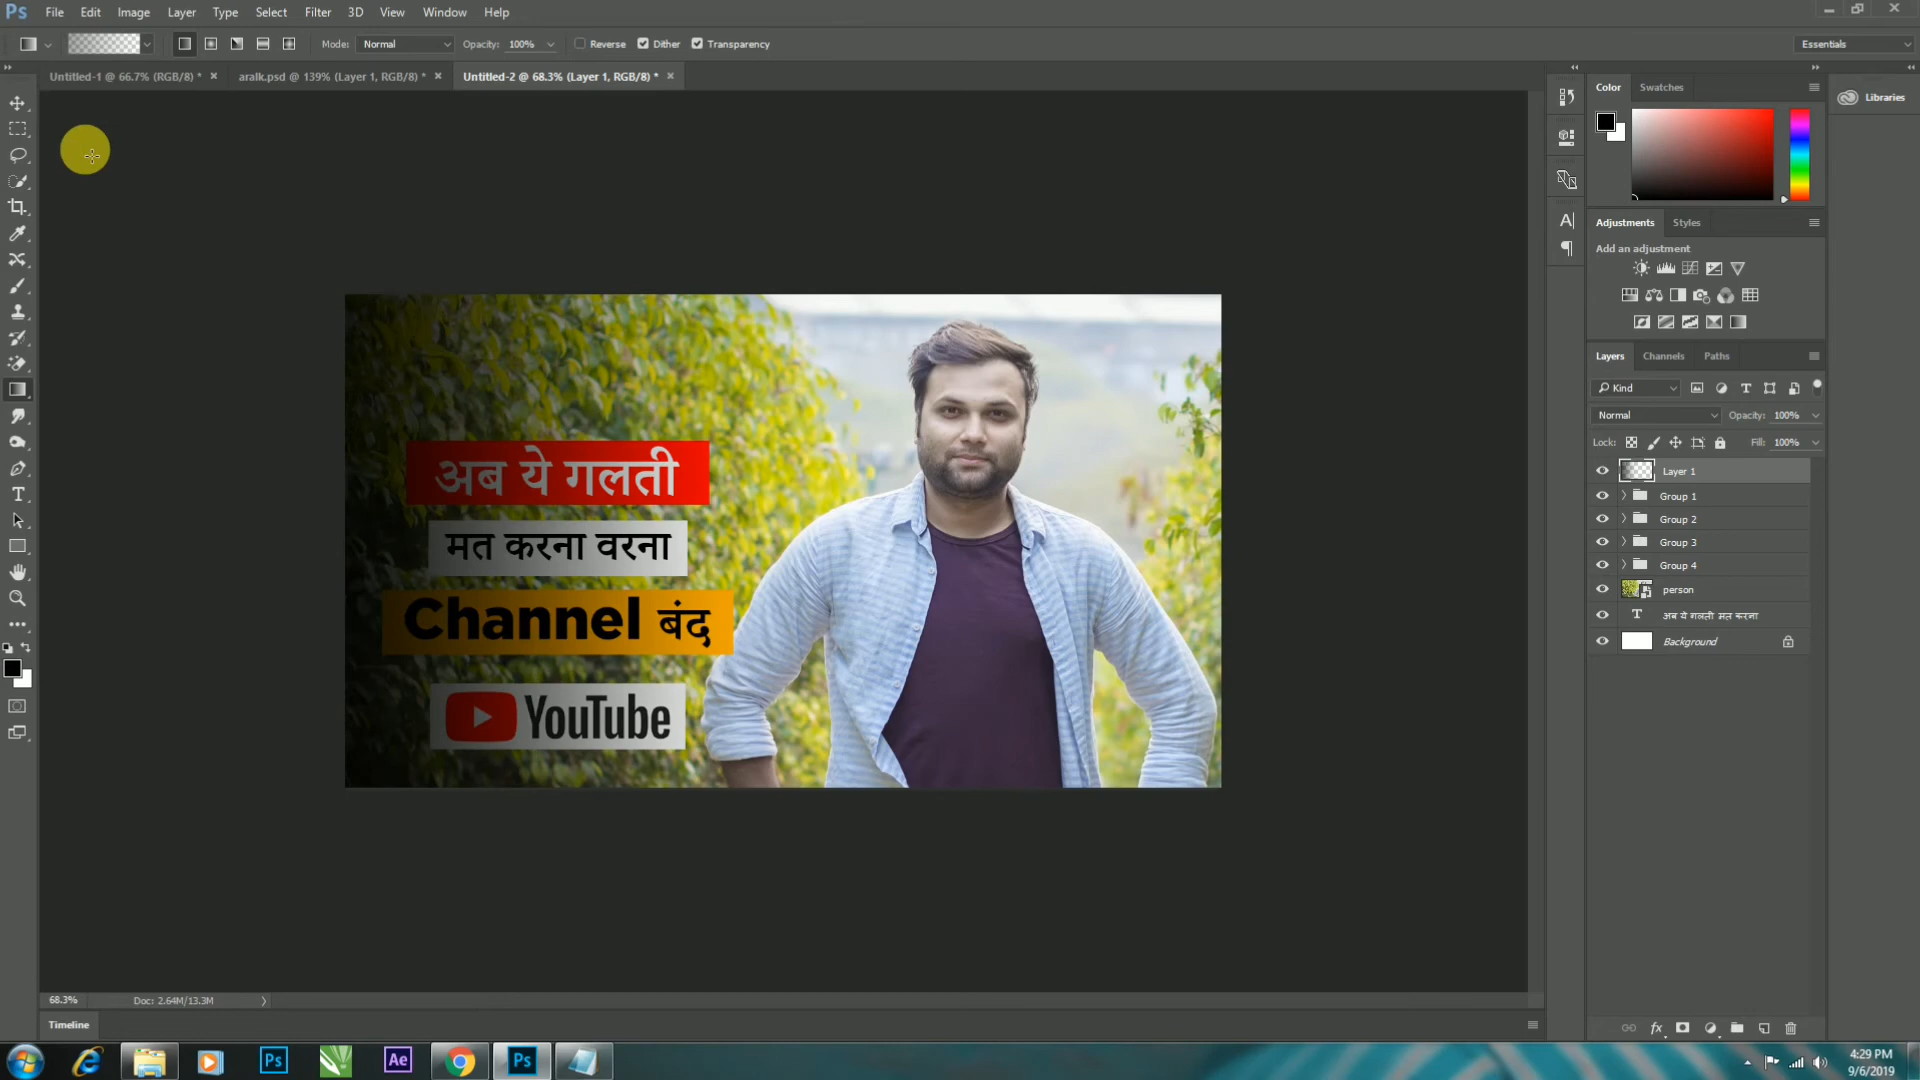 Ps File Edit Image Layer Type Select Filter 3D View Window Help
Mode: Normal Opacity: 100% Reverse Dither Transparency Essentials
Untitled-1 @ 66.7% (RGB/8) * × aralk.psd @ 139% (Layer 1, RGB/8) * × Untitled-2 @ 68.3% (Layer 1, RGB/8) * ×
Color Swatches Libraries
Adjustments Styles
Add an adjustment
Layers Channels Paths
Kind
Normal Opacity: 100%
Lock: Fill: 100%
Layer 1
Group 1
Group 2
Group 3
Group 4
person
T अब ये गलती मत करना
Background
अब ये गलती
मत करना वरना
Channel बंद
YouTube
68.3% Doc: 2.64M/13.3M
Timeline
Ps Ae Ps
4:29 PM
9/6/2019